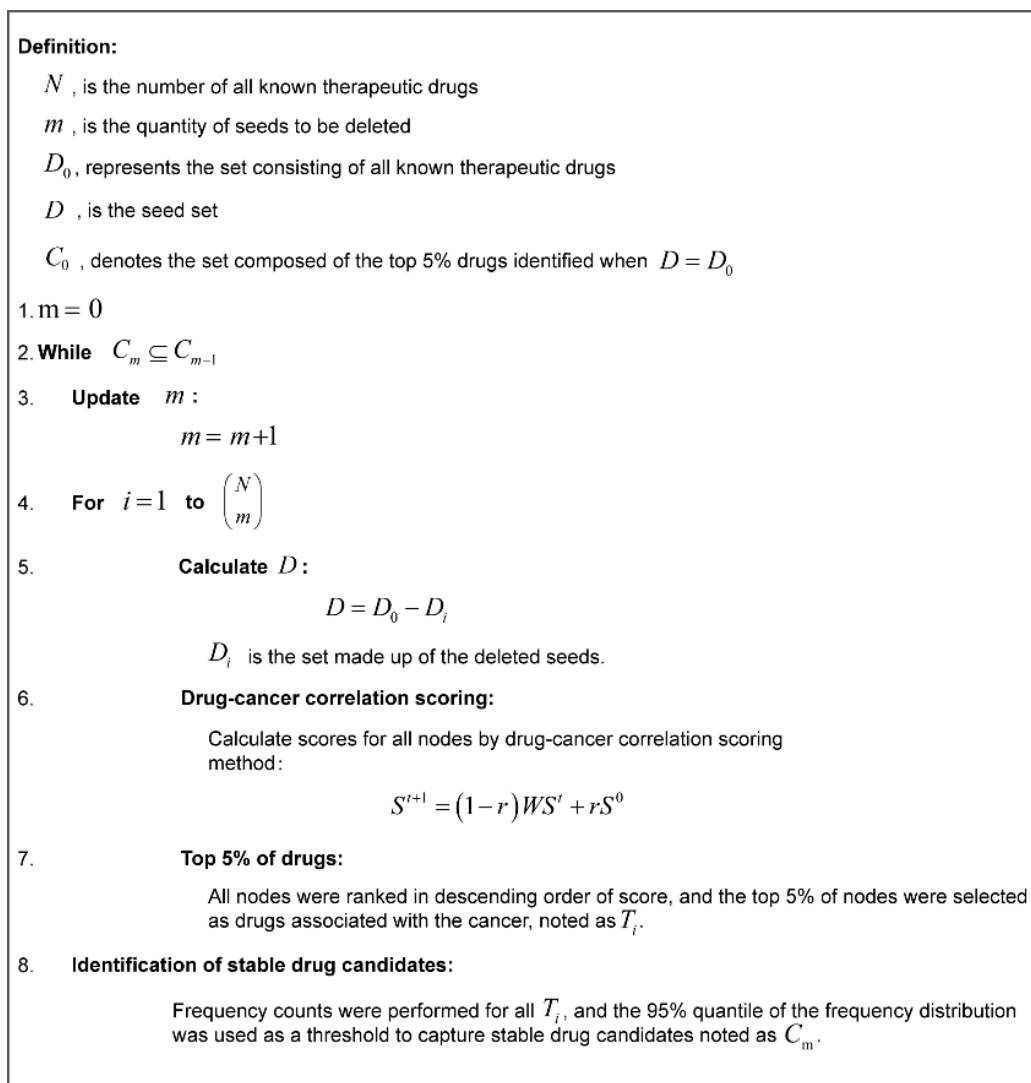 Definition:
N , is the number of all known therapeutic drugs
m , is the quantity of seeds to be deleted
D₀, represents the set consisting of all known therapeutic drugs
D , is the seed set
C₀ , denotes the set composed of the top 5% drugs identified when D = D₀
1. m = 0
2. While Cₘ ⊆ Cₘ₋₁
3. Update m :
m = m+1
4. For i = 1 to (N m)
5. Calculate D :
D = D₀ − Dᵢ
Dᵢ is the set made up of the deleted seeds.
6. Drug-cancer correlation scoring:
Calculate scores for all nodes by drug-cancer correlation scoring
method:
Sᵗ⁺¹ = (1−r)WSᵗ + rS⁰
7. Top 5% of drugs:
All nodes were ranked in descending order of score, and the top 5% of nodes were selected
as drugs associated with the cancer, noted as Tᵢ.
8. Identification of stable drug candidates:
Frequency counts were performed for all Tᵢ, and the 95% quantile of the frequency distribution
was used as a threshold to capture stable drug candidates noted as Cₘ.